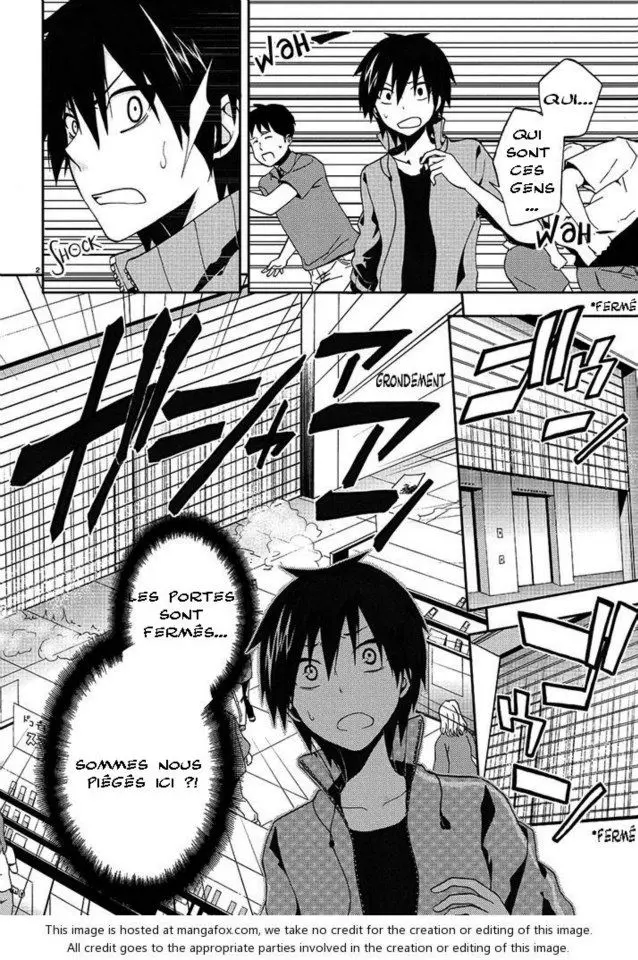 WAH
QUI...
QUI
SONT
CES
GENS
...
WAH
SHOCK
2
*FERMÉ
ガシャアアン
GRONDEMENT
LES PORTES
SONT
FERMÉS...
SOMMES NOUS
PIÉGÉS ICI ?!
*FERMÉ
This image is hosted at mangafox.com, we take no credit for the creation or editing of this image.
All credit goes to the appropriate parties involved in the creation or editing of this image.